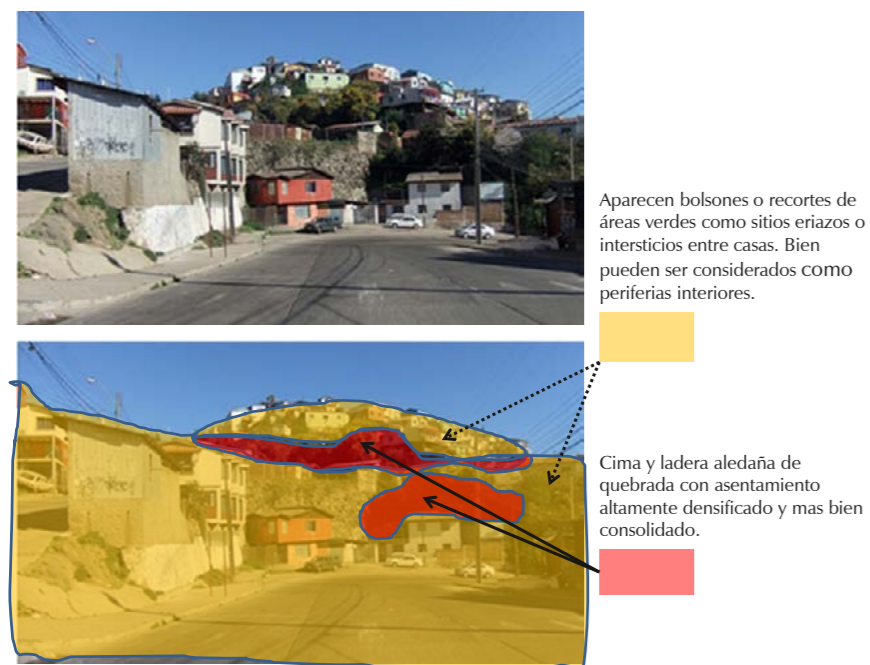 Aparecen bolsones o recortes de
áreas verdes como sitios eriazos o
intersticios entre casas. Bien
pueden ser considerados como
periferias interiores.
Cima y ladera aledaña de
quebrada con asentamiento
altamente densificado y mas bien
consolidado.